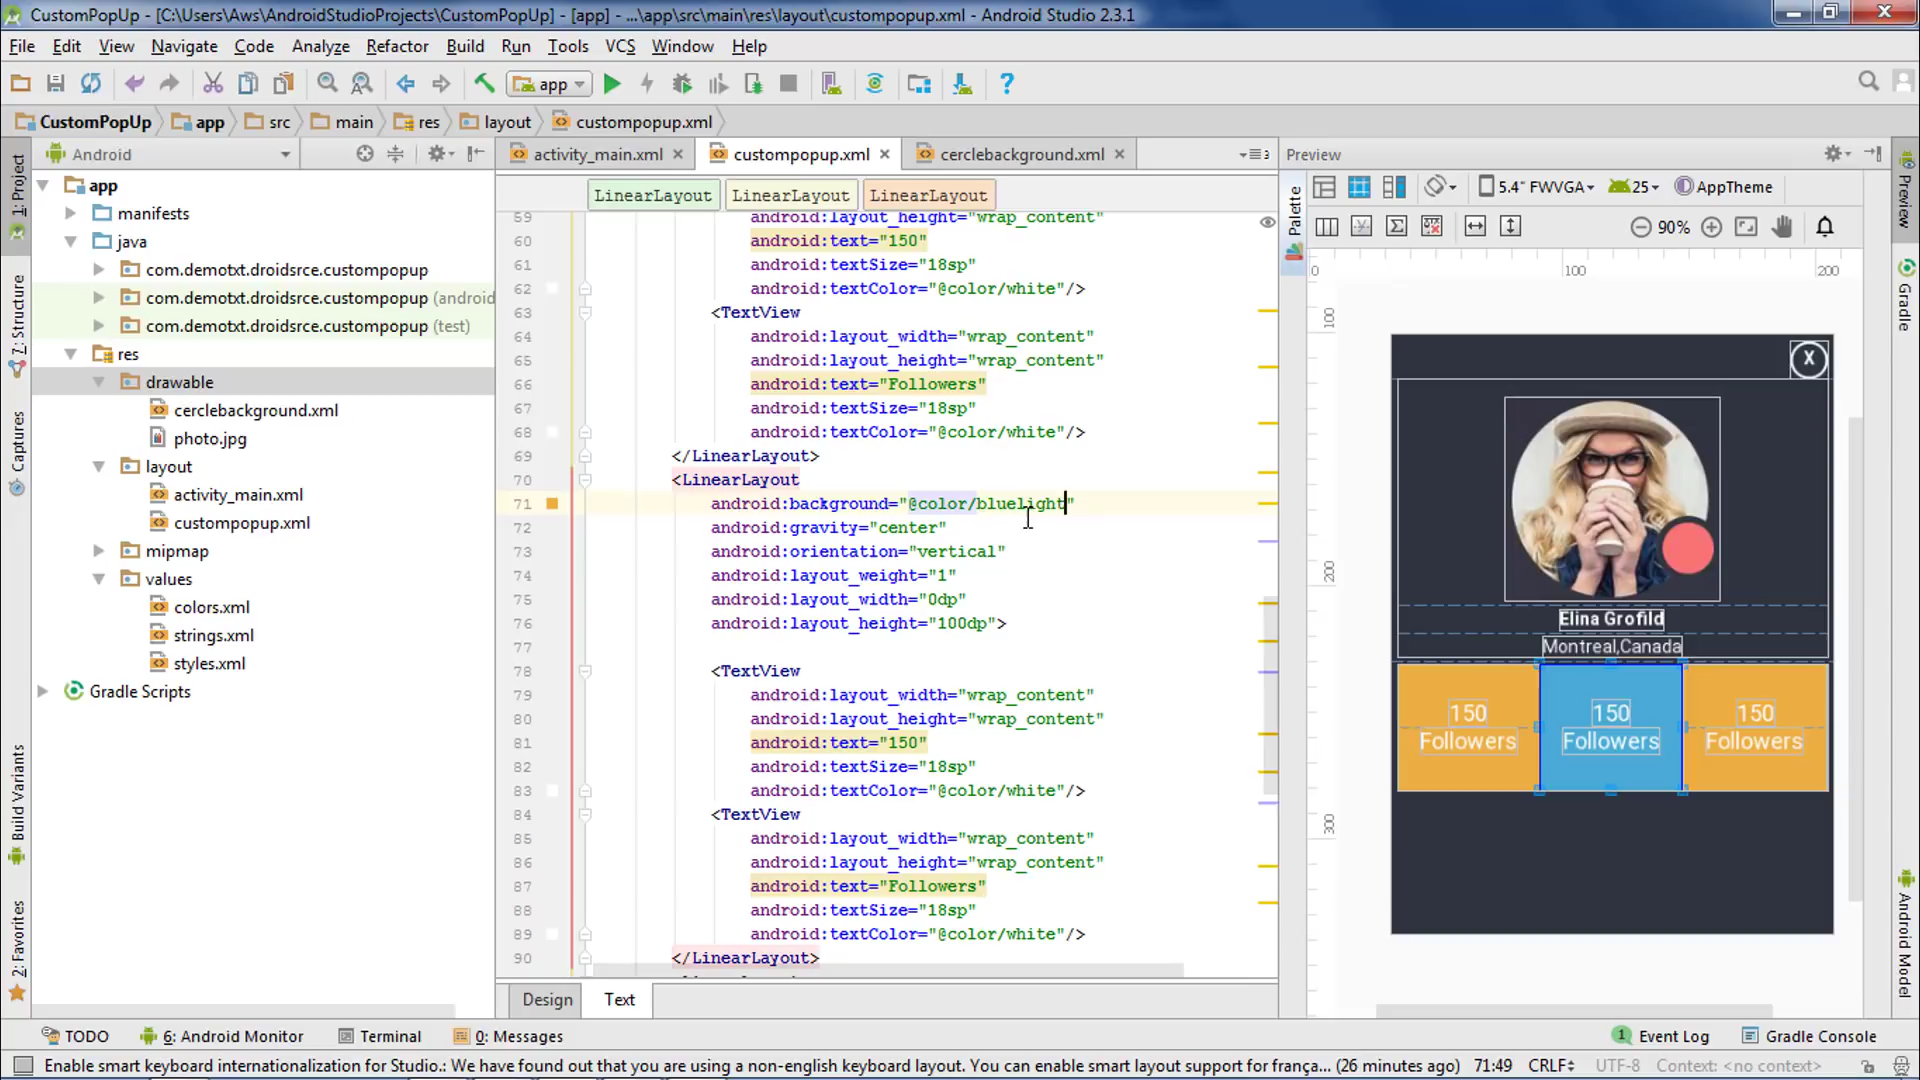 CustomPopUp - [C:\Users\Aws\AndroidStudioProjects\CustomPopUp] - [app] - ...\app\src\main\res\layout\custompopup.xml - Android Studio 2.3.1
File Edit View Navigate Code Analyze Refactor Build Run Tools VCS Window Help
app
CustomPopUp app src main res layout custompopup.xml
Android
activity_main.xml custompopup.xml cerclebackground.xml
3
Preview
LinearLayout LinearLayout LinearLayout
5.4" FWVGA 25 AppTheme
90%
1: Project
7: Structure
Captures
Build Variants
2: Favorites
app
manifests
java
com.demotxt.droidsrce.custompopup
com.demotxt.droidsrce.custompopup (android
com.demotxt.droidsrce.custompopup (test)
res
drawable
cerclebackground.xml
photo.jpg
layout
activity_main.xml
custompopup.xml
mipmap
values
colors.xml
strings.xml
styles.xml
Gradle Scripts
59 android:layout_height="wrap_content"
60 android:text="150"
61 android:textSize="18sp"
62 android:textColor="@color/white"/>
63 <TextView
64 android:layout_width="wrap_content"
65 android:layout_height="wrap_content"
66 android:text="Followers"
67 android:textSize="18sp"
68 android:textColor="@color/white"/>
69 </LinearLayout>
70 <LinearLayout
71 android:background="@color/bluelight"
72 android:gravity="center"
73 android:orientation="vertical"
74 android:layout_weight="1"
75 android:layout_width="0dp"
76 android:layout_height="100dp">
77
78 <TextView
79 android:layout_width="wrap_content"
80 android:layout_height="wrap_content"
81 android:text="150"
82 android:textSize="18sp"
83 android:textColor="@color/white"/>
84 <TextView
85 android:layout_width="wrap_content"
86 android:layout_height="wrap_content"
87 android:text="Followers"
88 android:textSize="18sp"
89 android:textColor="@color/white"/>
90 </LinearLayout>
Design Text
Palette
0 100 200
100
200
300
X
Elina Grofild
Montreal,Canada
150 150 150
Followers Followers Followers
Preview
Gradle
Android Model
TODO 6: Android Monitor Terminal 0: Messages 1 Event Log Gradle Console
Enable smart keyboard internationalization for Studio.: We have found out that you are using a non-english keyboard layout. You can enable smart layout support for frança... (26 minutes ago) 71:49 CRLF UTF-8 Context: <no context>